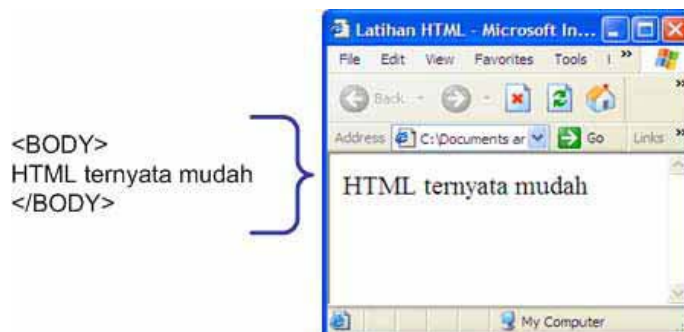 <BODY>
HTML ternyata mudah
</BODY>
Latihan HTML - Microsoft In...
File Edit View Favorites Tools »
Back
Address C:\Documents ar Go Links »
HTML ternyata mudah
My Computer